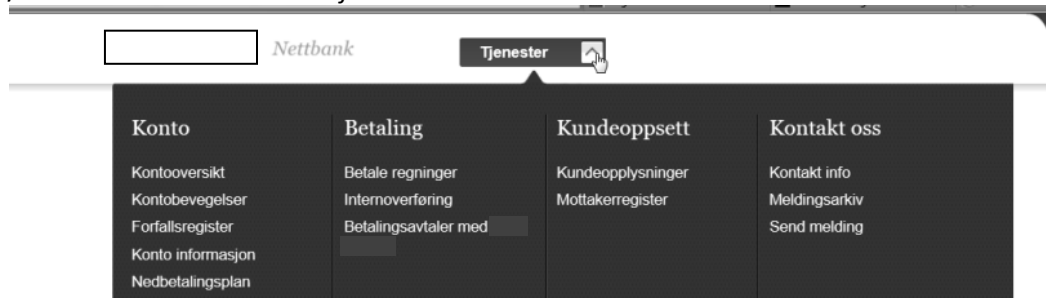 Nettbank
Tjenester
Konto
Kontooversikt
Kontobevegelser
Forfallsregister
Konto informasjon
Nedbetalingsplan
Betaling
Betale regninger
Internoverføring
Betalingsavtaler med
Kundeoppsett
Kundeopplysninger
Mottakerregister
Kontakt oss
Kontakt info
Meldingsarkiv
Send melding